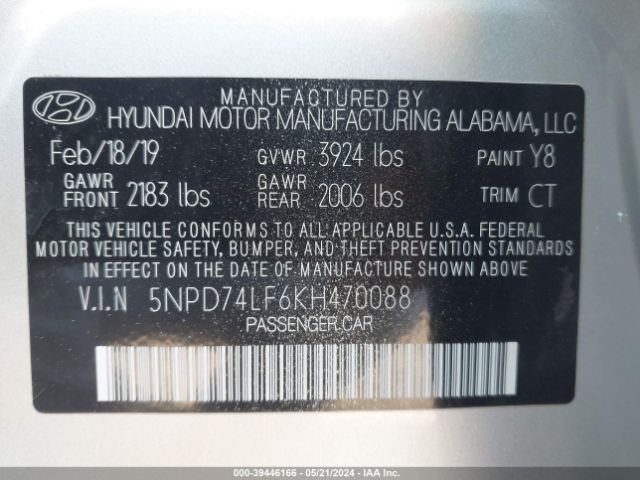 MANUFACTURED BY
HYUNDAI MOTOR MANUFACTURING ALABAMA, LLC
Feb/18/19 GVWR 3924 lbs PAINT Y8
GAWR FRONT 2183 lbs GAWR REAR 2006 lbs TRIM CT
THIS VEHICLE CONFORMS TO ALL APPLICABLE U.S.A. FEDERAL
MOTOR VEHICLE SAFETY, BUMPER, AND THEFT PREVENTION STANDARDS
IN EFFECT ON THE DATE OF MANUFACTURE SHOWN ABOVE
V.I.N 5NPD74LF6KH470088
PASSENGER CAR
000-39446166 - 05/21/2024 - IAAI.COM